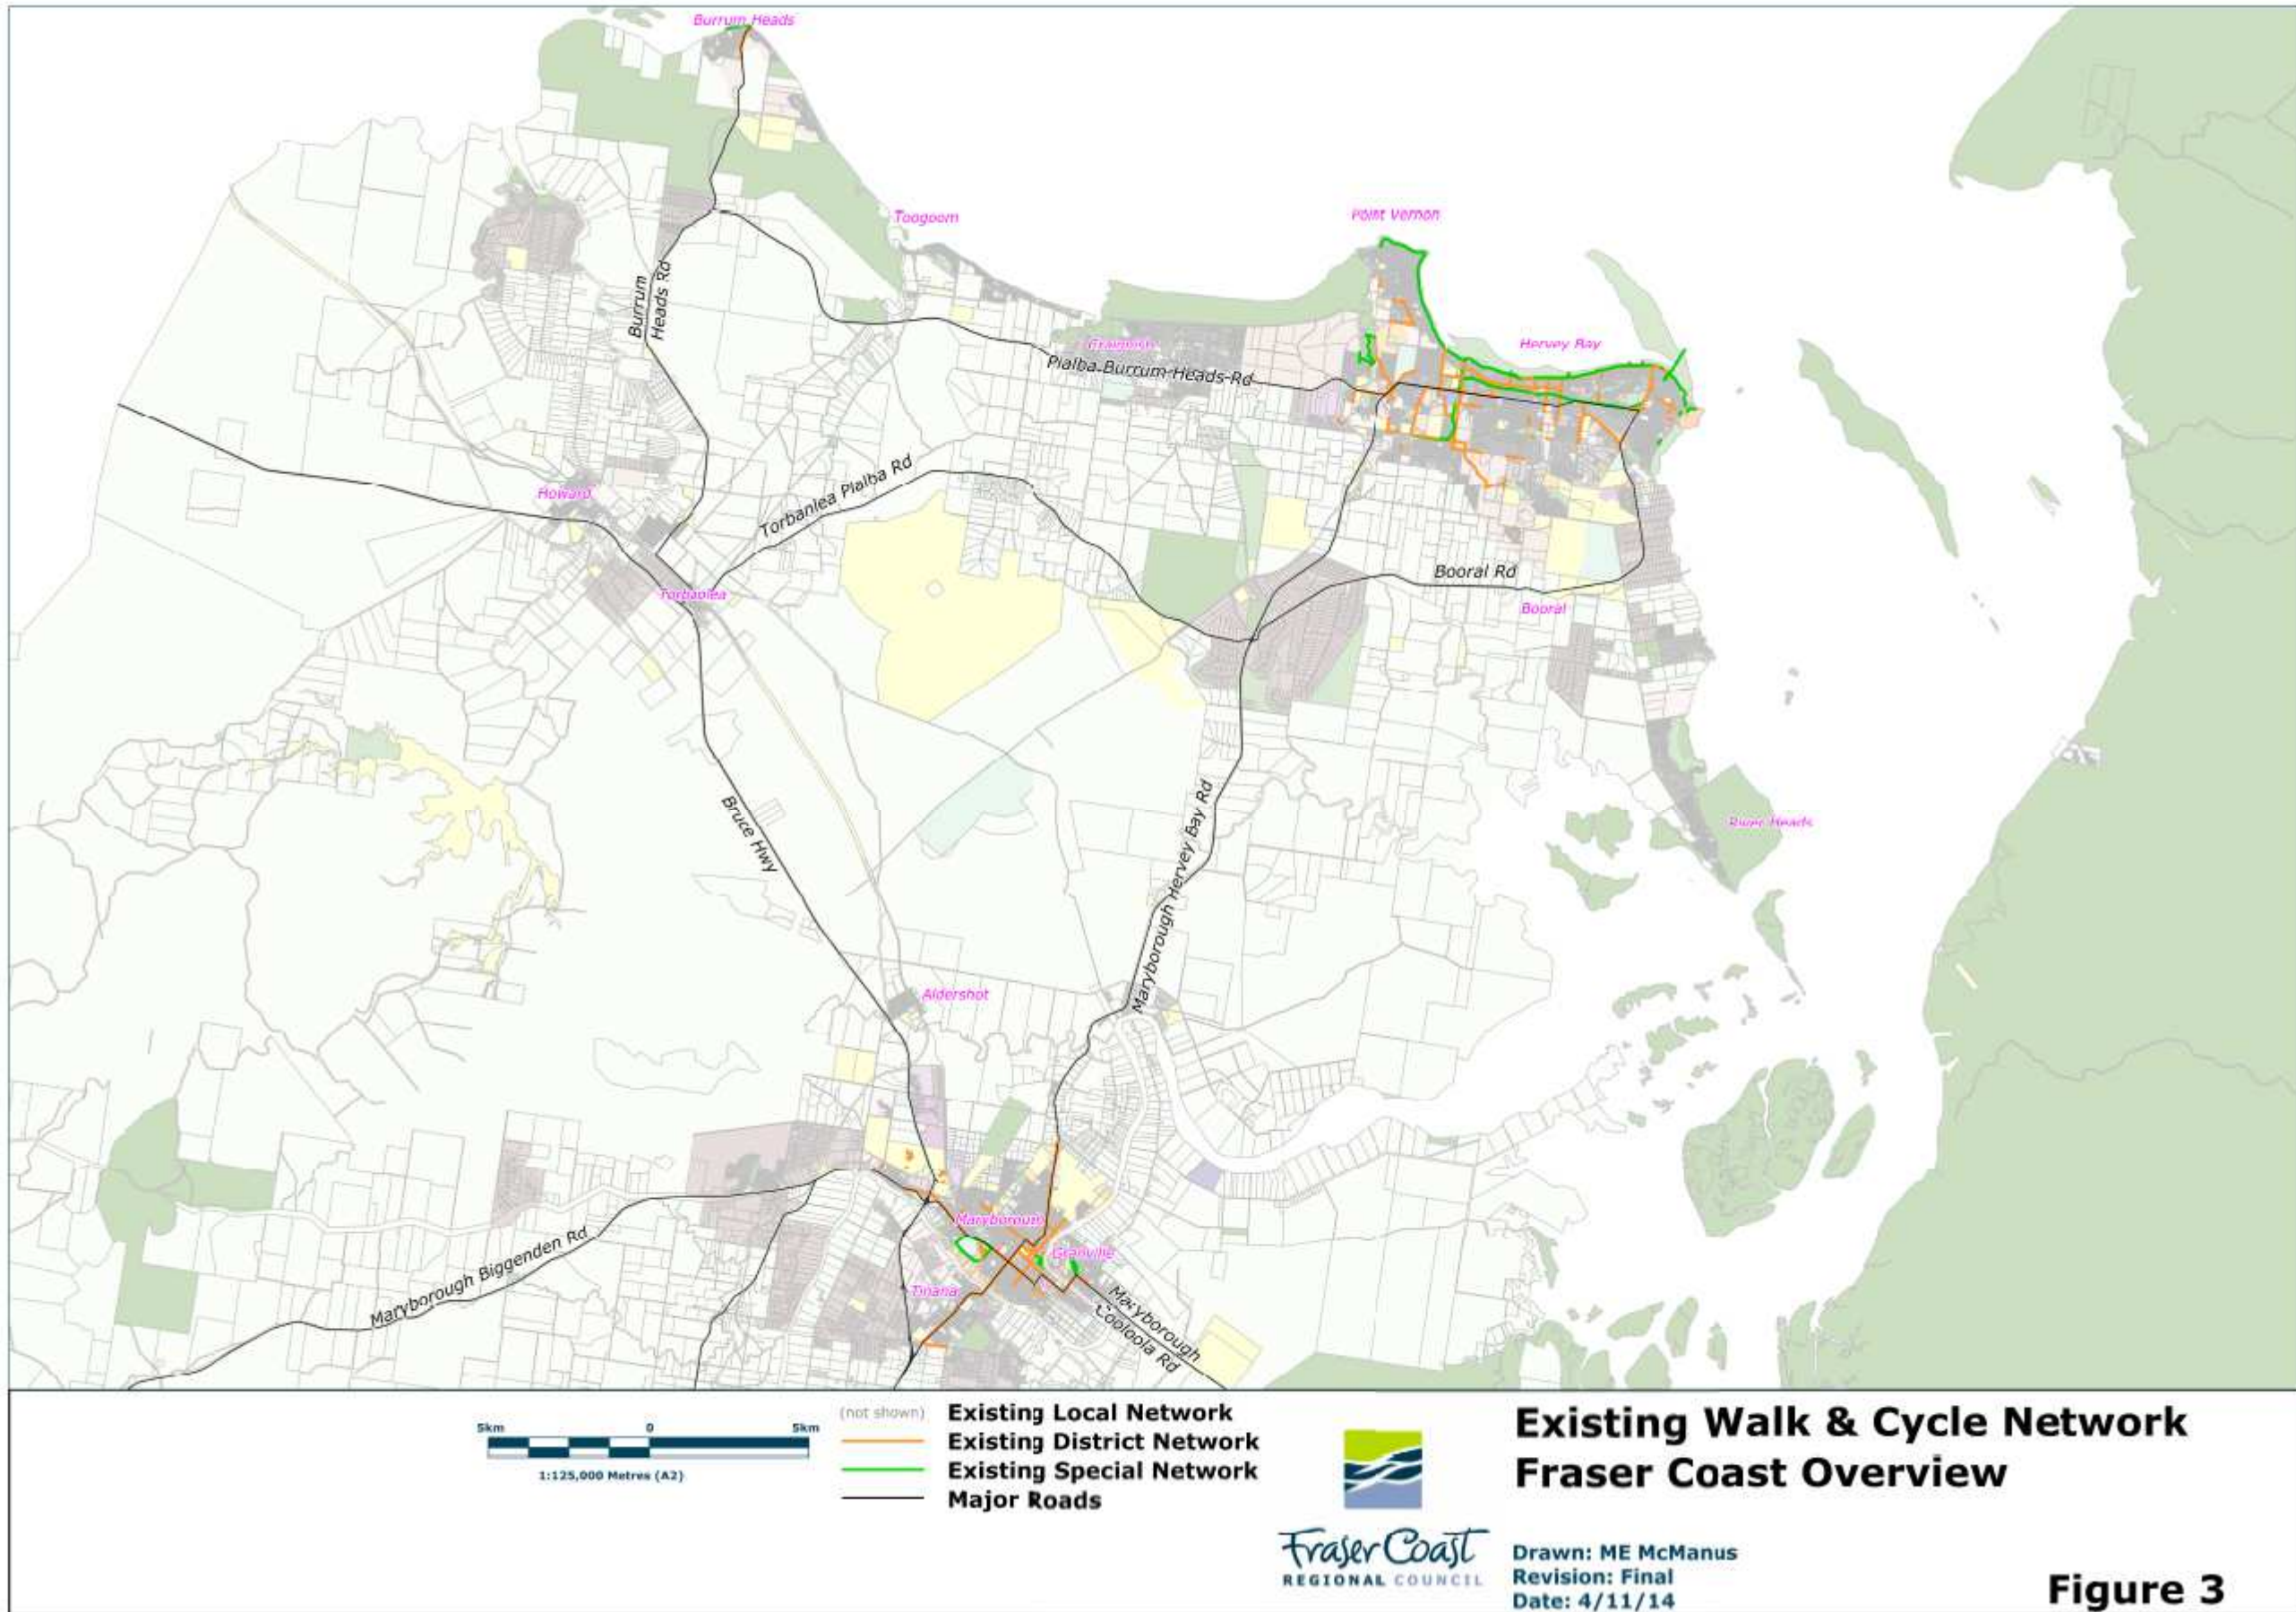 Burrum Heads
Toogoom
Point Vernon
Burrum
Heads Rd
Hervey Bay
Pialba-Burrum-Heads-Rd
Howard
Torbanlea Pialba Rd
Torbanlea
Booral Rd
Booral
Bruce Hwy
Maryborough Hervey Bay Rd
River Heads
Aldershot
Maryborough
Granville
Tinana
Maryborough Biggenden Rd
Maryborough
Cooloola Rd
5km 0 5km
1:125,000 Metres (A2)
(not shown) Existing Local Network
Existing District Network
Existing Special Network
Major Roads
Existing Walk & Cycle Network
Fraser Coast Overview
Fraser Coast
REGIONAL COUNCIL
Drawn: ME McManus
Revision: Final
Date: 4/11/14
Figure 3